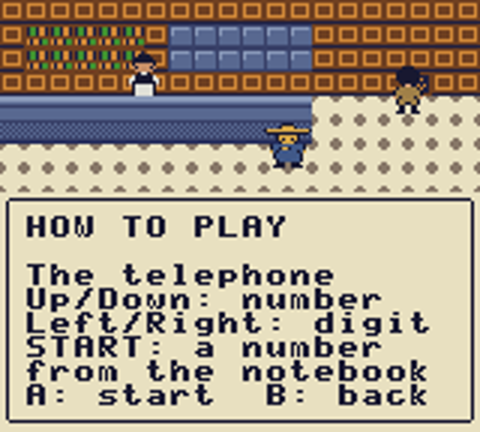 HOW TO PLAY
The telephone
Up/Down: number
Left/Right: digit
START: a number
from the notebook
A: start  B: back